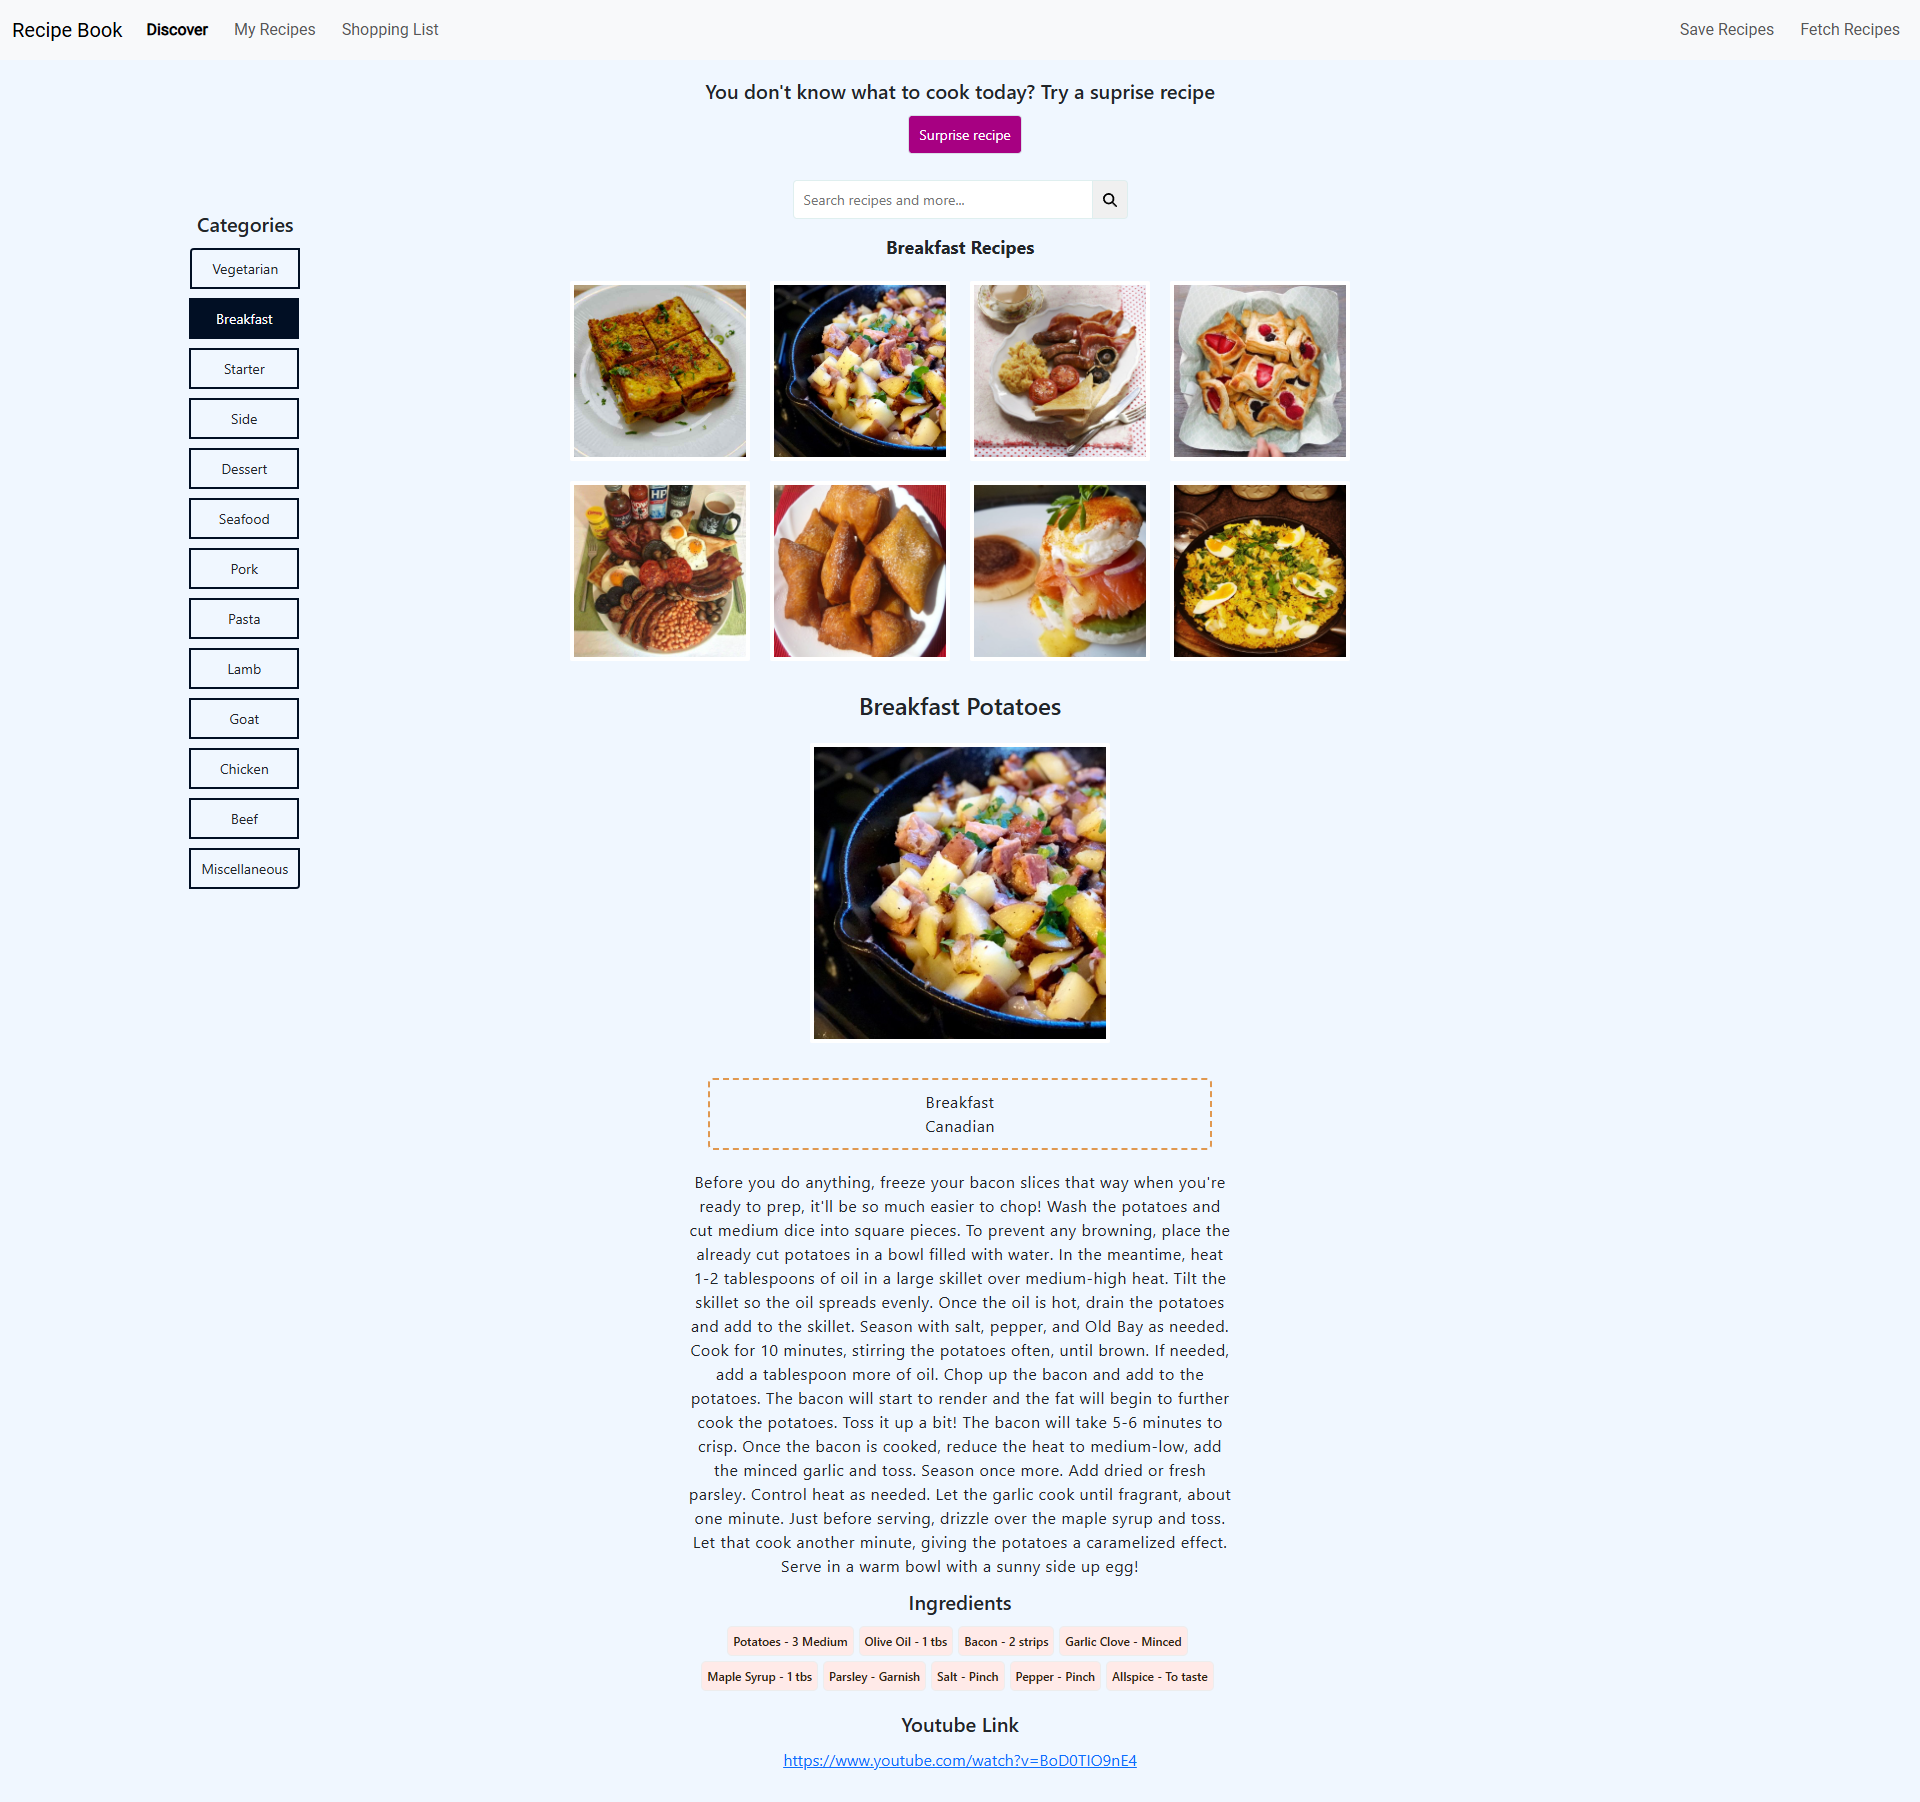 Recipe Book Discover My Recipes Shopping List Save Recipes Fetch Recipes
You don't know what to cook today? Try a suprise recipe
Surprise recipe
Search recipes and more...
Categories
Vegetarian
Breakfast
Starter
Side
Dessert
Seafood
Pork
Pasta
Lamb
Goat
Chicken
Beef
Miscellaneous
Breakfast Recipes
HP
Breakfast Potatoes
Breakfast
Canadian
Before you do anything, freeze your bacon slices that way when you're
ready to prep, it'll be so much easier to chop! Wash the potatoes and
cut medium dice into square pieces. To prevent any browning, place the
already cut potatoes in a bowl filled with water. In the meantime, heat
1-2 tablespoons of oil in a large skillet over medium-high heat. Tilt the
skillet so the oil spreads evenly. Once the oil is hot, drain the potatoes
and add to the skillet. Season with salt, pepper, and Old Bay as needed.
Cook for 10 minutes, stirring the potatoes often, until brown. If needed,
add a tablespoon more of oil. Chop up the bacon and add to the
potatoes. The bacon will start to render and the fat will begin to further
cook the potatoes. Toss it up a bit! The bacon will take 5-6 minutes to
crisp. Once the bacon is cooked, reduce the heat to medium-low, add
the minced garlic and toss. Season once more. Add dried or fresh
parsley. Control heat as needed. Let the garlic cook until fragrant, about
one minute. Just before serving, drizzle over the maple syrup and toss.
Let that cook another minute, giving the potatoes a caramelized effect.
Serve in a warm bowl with a sunny side up egg!
Ingredients
Potatoes - 3 Medium Olive Oil - 1 tbs Bacon - 2 strips Garlic Clove - Minced
Maple Syrup - 1 tbs Parsley - Garnish Salt - Pinch Pepper - Pinch Allspice - To taste
Youtube Link
https://www.youtube.com/watch?v=BoD0TIO9nE4